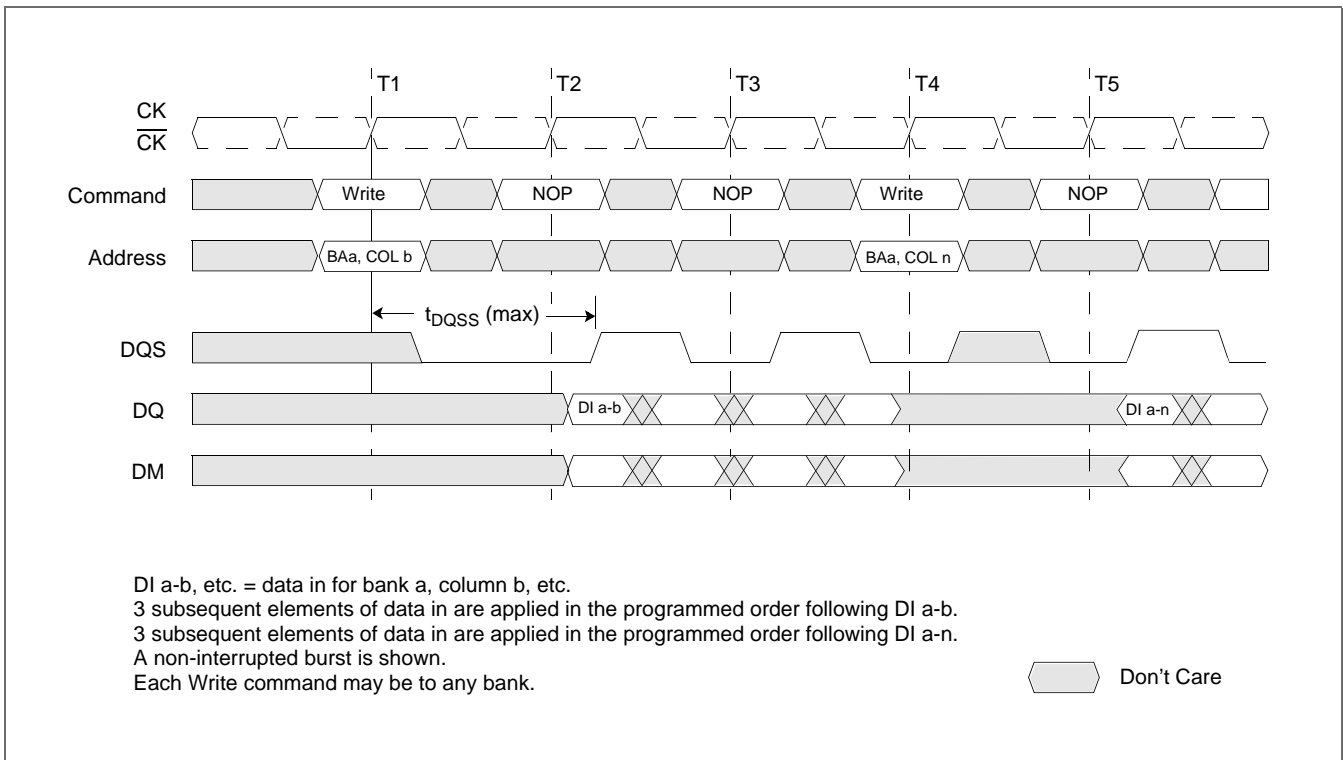 T1 T2 T3 T4 T5
CK
CK
Command Write NOP NOP Write NOP
Address BAa, COL b BAa, COL n
tDQSS (max)
DQS
DQ DI a-b DI a-n
DM
DI a-b, etc. = data in for bank a, column b, etc.
3 subsequent elements of data in are applied in the programmed order following DI a-b.
3 subsequent elements of data in are applied in the programmed order following DI a-n.
A non-interrupted burst is shown.
Each Write command may be to any bank.
Don't Care